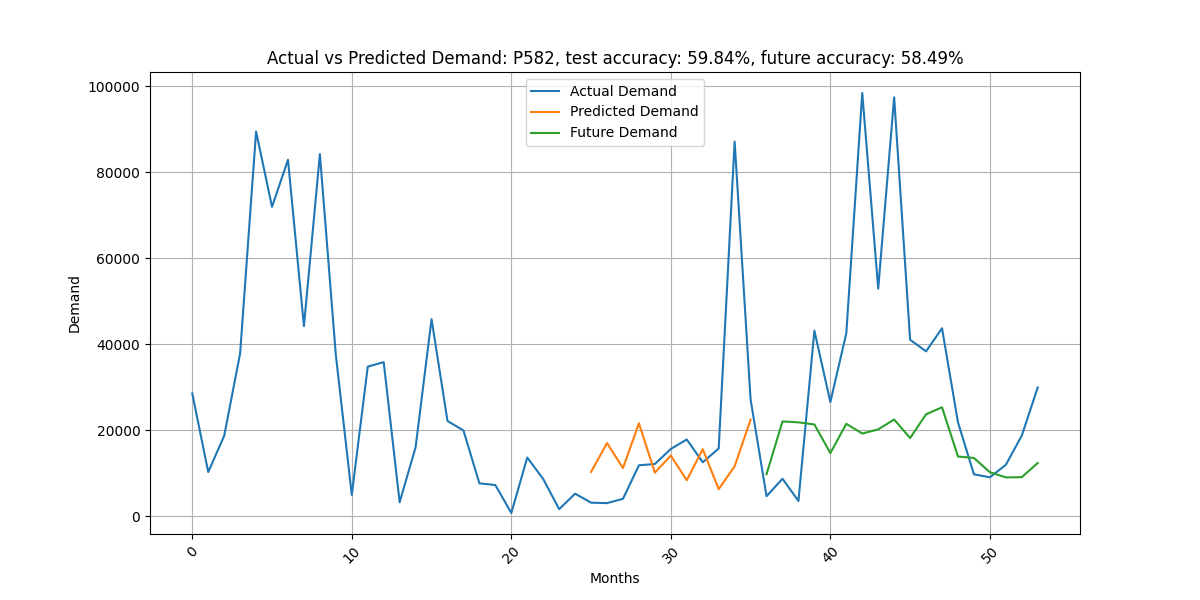 Actual vs Predicted Demand: P582, test accuracy: 59.84%, future accuracy: 58.49%
Actual Demand
Predicted Demand
Future Demand
100000
80000
60000
40000
20000
0
Demand
0 10 20 30 40 50
Months